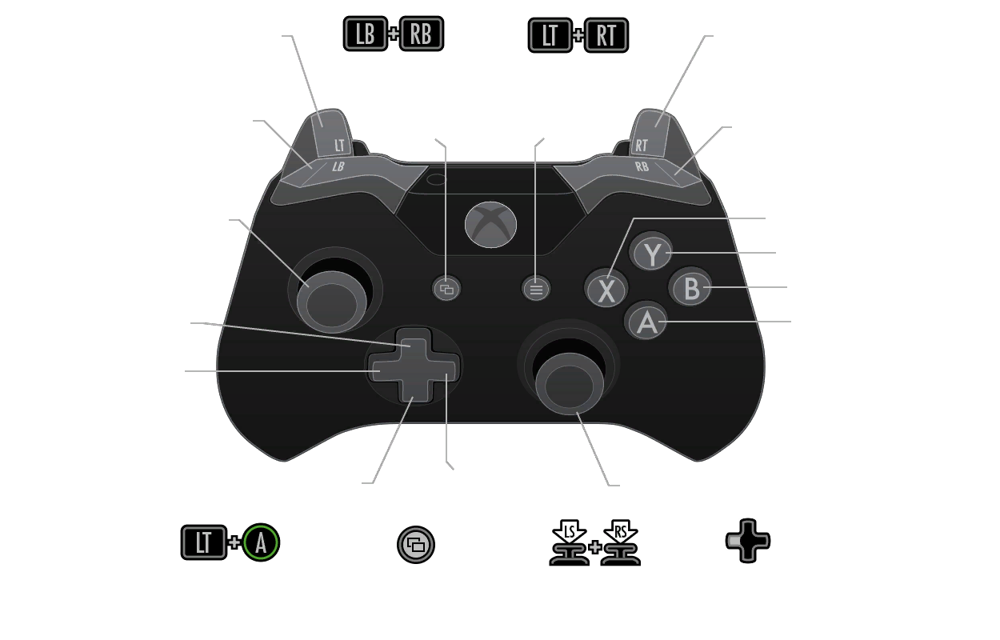 LB + RB
LT + RT
LT
RT
LB
RB
Y
X
B
A
LT + A
LS + RS